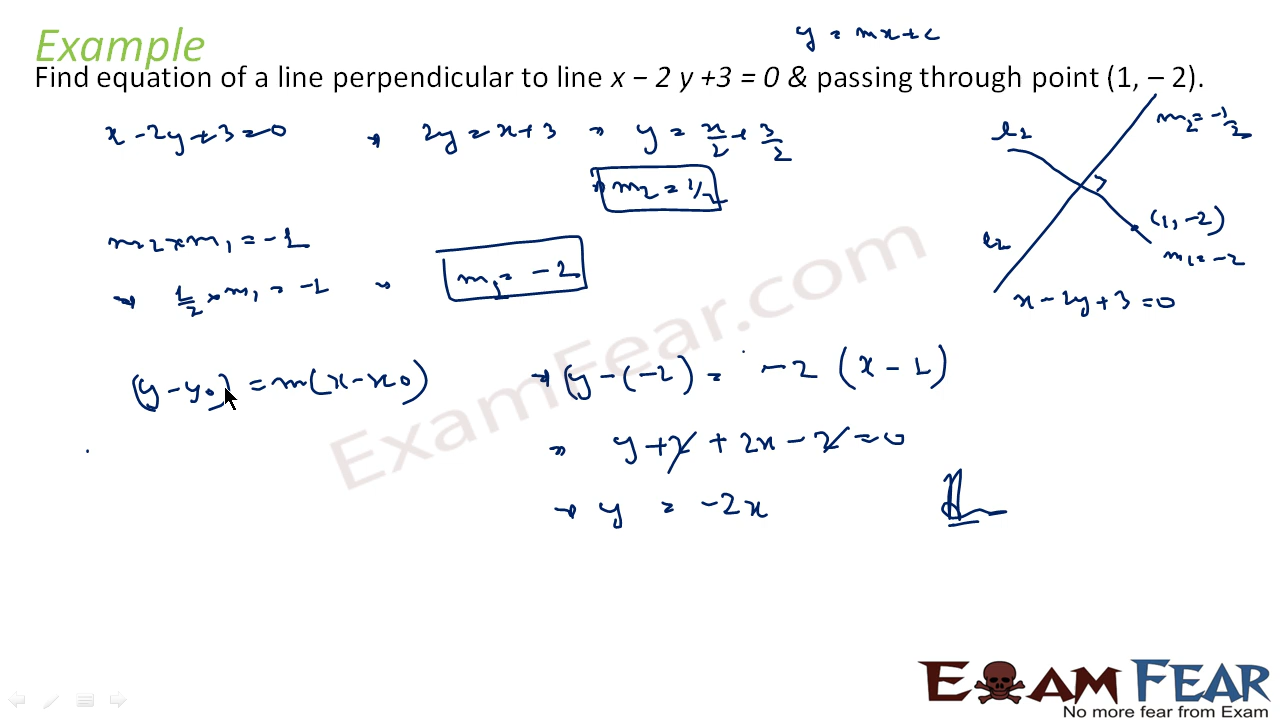 Example
y = mx + c
Find equation of a line perpendicular to line x − 2 y +3 = 0 & passing through point (1, – 2).
x - 2y + 3 = 0 → 2y = x + 3 ⇒ y = x/2 + 3/2
⇒ m2 = 1/2
m2 × m1 = -1
→ 1/2 × m1 = -1 ⇒ m1 = -2
l2
m2 = -1/2
(1, -2)
l2
m1 = -2
x - 2y + 3 = 0
(y - y0) = m(x - x0) → (y - (-2) = -2 (x - 1)
⇒ y + 2 + 2x - 2 = 0
→ y = -2x
ExamFear.com
EXAM FEAR
No more fear from Exam